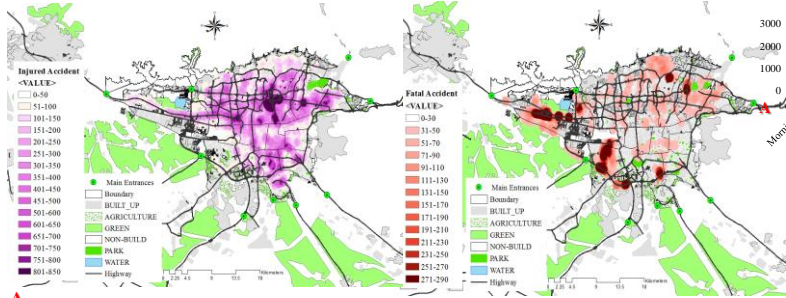 Injured Accident
<VALUE>
0-50
51-100
101-150
151-200
201-250
251-300
301-350
351-400
401-450
451-500
501-600
601-650
651-700
701-750
751-800
801-850
Main Entrances
Boundary
BUILT_UP
AGRICULTURE
GREEN
NON-BUILD
PARK
WATER
Highway
Kilometers
A
Fatal Accident
<VALUE>
0-30
31-50
51-70
71-90
91-110
111-130
131-150
151-170
171-190
191-210
211-230
231-250
251-270
271-290
Main Entrances
Boundary
BUILT_UP
AGRICULTURE
GREEN
NON-BUILD
PARK
WATER
Highway
Kilometers
3000
2000
1000
0
A
Morni